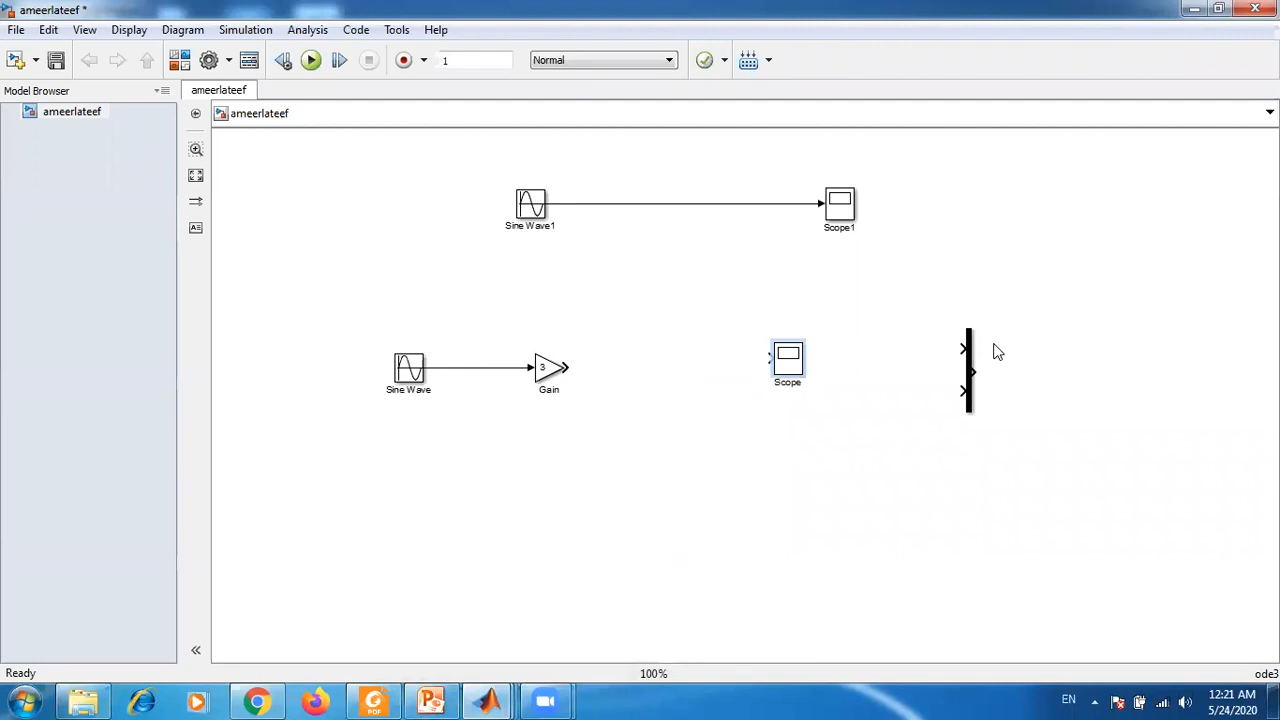 ameerlateef *
File Edit View Display Diagram Simulation Analysis Code Tools Help
1
Normal
Model Browser
ameerlateef
ameerlateef
ameerlateef
Sine Wave1
Scope1
3
Sine Wave
Gain
Scope
Ready
100%
ode3
PDF
EN
12:21 AM
5/24/2020